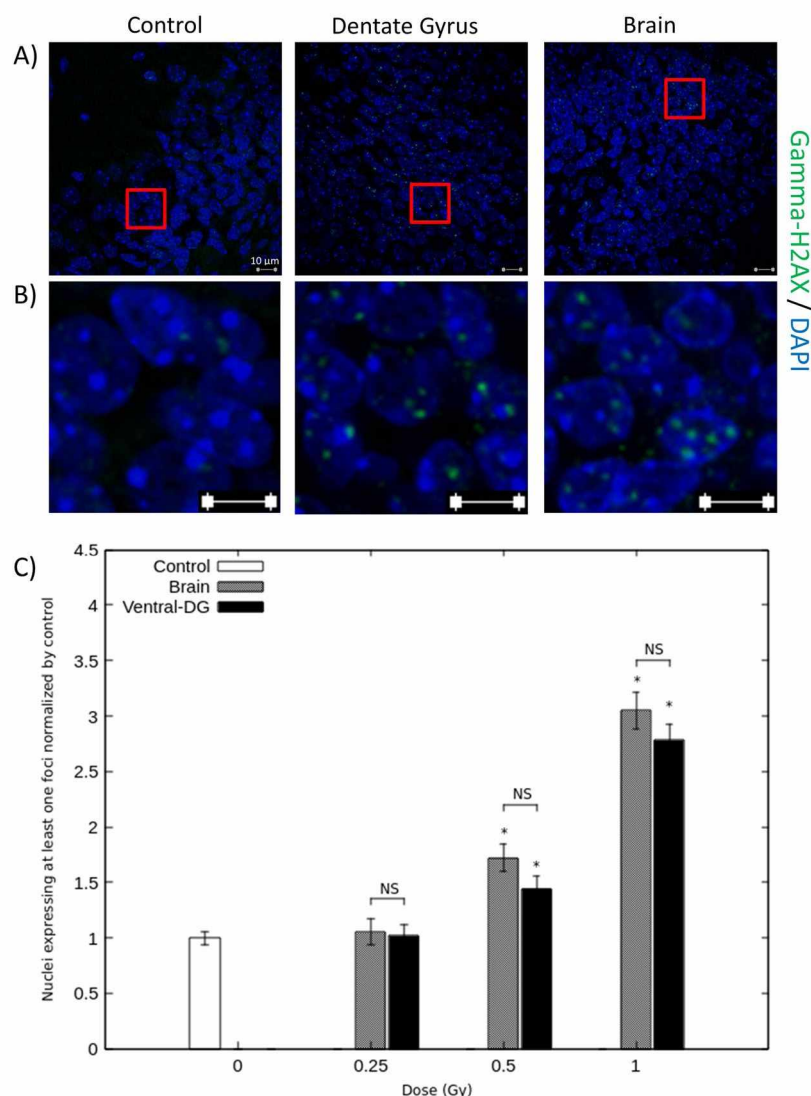 Control Dentate Gyrus Brain
A)
10 µm
B)
Gamma-H2AX / DAPI
C)
Control
Brain
Ventral-DG
Nuclei expressing at least one foci normalized by control
4.5
4
3.5
3
2.5
2
1.5
1
0.5
0
NS
NS
* *
NS
* *
0 0.25 0.5 1
Dose (Gy)